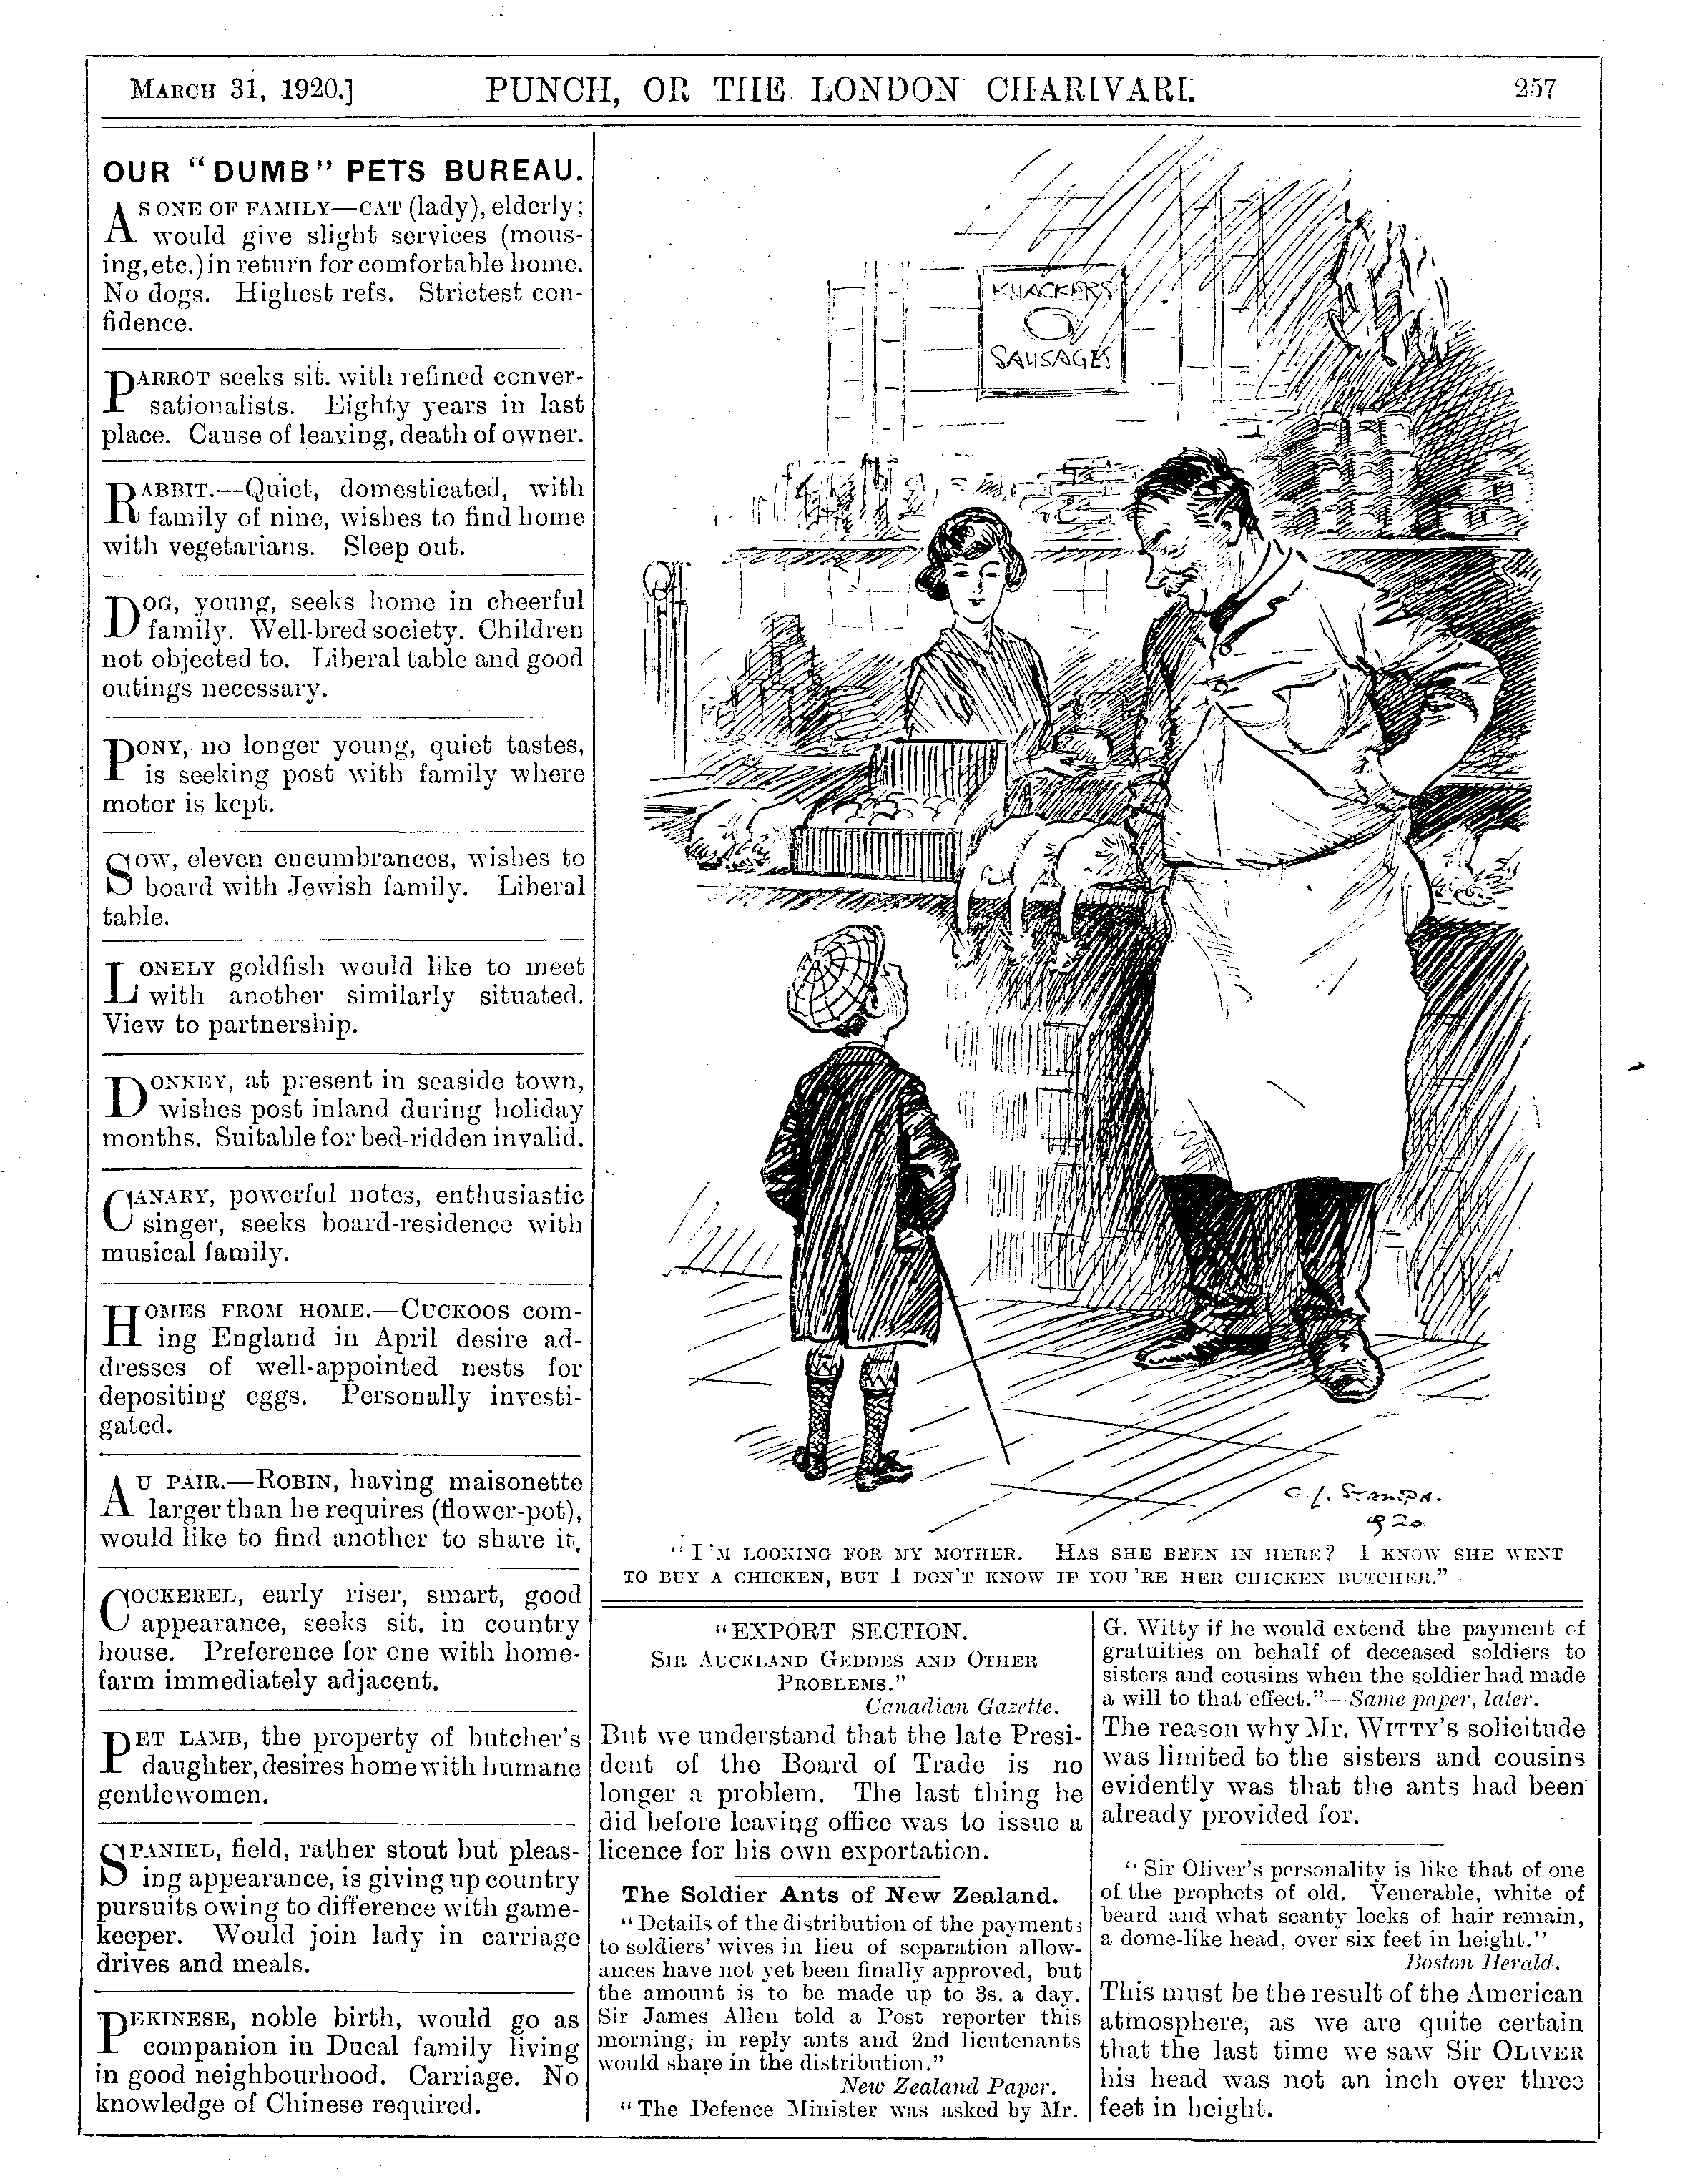 MARCH 31, 1920.]
PUNCH, OR THE LONDON CHARIVARI.
257
OUR "DUMB" PETS BUREAU.
AS ONE OF FAMILY—CAT (lady), elderly;
would give slight services (mous-
ing, etc.) in return for comfortable home.
No dogs. Highest refs. Strictest con-
fidence.
PARROT seeks sit. with refined conver-
sationalists. Eighty years in last
place. Cause of leaving, death of owner.
RABBIT.—Quiet, domesticated, with
family of nine, wishes to find home
with vegetarians. Sleep out.
DOG, young, seeks home in cheerful
family. Well-bred society. Children
not objected to. Liberal table and good
outings necessary.
PONY, no longer young, quiet tastes,
is seeking post with family where
motor is kept.
SOW, eleven encumbrances, wishes to
board with Jewish family. Liberal
table.
LONELY goldfish would like to meet
with another similarly situated.
View to partnership.
DONKEY, at present in seaside town,
wishes post inland during holiday
months. Suitable for bed-ridden invalid.
CANARY, powerful notes, enthusiastic
singer, seeks board-residence with
musical family.
HOMES FROM HOME.—CUCKOOS com-
ing England in April desire ad-
dresses of well-appointed nests for
depositing eggs. Personally investi-
gated.
AU PAIR.—ROBIN, having maisonette
larger than he requires (flower-pot),
would like to find another to share it.
COCKEREL, early riser, smart, good
appearance, seeks sit. in country
house. Preference for one with home-
farm immediately adjacent.
PET LAMB, the property of butcher's
daughter, desires home with humane
gentlewomen.
SPANIEL, field, rather stout but pleas-
ing appearance, is giving up country
pursuits owing to difference with game-
keeper. Would join lady in carriage
drives and meals.
PEKINESE, noble birth, would go as
companion in Ducal family living
in good neighbourhood. Carriage. No
knowledge of Chinese required.
KNACKERS
SAUSAGES
G. L. STAMPA.
1920.
"I'M LOOKING FOR MY MOTHER. HAS SHE BEEN IN HERE? I KNOW SHE WENT
TO BUY A CHICKEN, BUT I DON'T KNOW IF YOU'RE HER CHICKEN BUTCHER."
"EXPORT SECTION.
SIR AUCKLAND GEDDES AND OTHER
PROBLEMS."
Canadian Gazette.
But we understand that the late Presi-
dent of the Board of Trade is no
longer a problem. The last thing he
did before leaving office was to issue a
licence for his own exportation.
The Soldier Ants of New Zealand.
"Details of the distribution of the payments
to soldiers' wives in lieu of separation allow-
ances have not yet been finally approved, but
the amount is to be made up to 3s. a day.
Sir James Allen told a Post reporter this
morning; in reply ants and 2nd lieutenants
would share in the distribution."
New Zealand Paper.
"The Defence Minister was asked by Mr.
G. Witty if he would extend the payment of
gratuities on behalf of deceased soldiers to
sisters and cousins when the soldier had made
a will to that effect."—Same paper, later.
The reason why Mr. WITTY's solicitude
was limited to the sisters and cousins
evidently was that the ants had been
already provided for.
"Sir Oliver's personality is like that of one
of the prophets of old. Venerable, white of
beard and what scanty locks of hair remain,
a dome-like head, over six feet in height."
Boston Herald.
This must be the result of the American
atmosphere, as we are quite certain
that the last time we saw Sir OLIVER
his head was not an inch over three
feet in height.